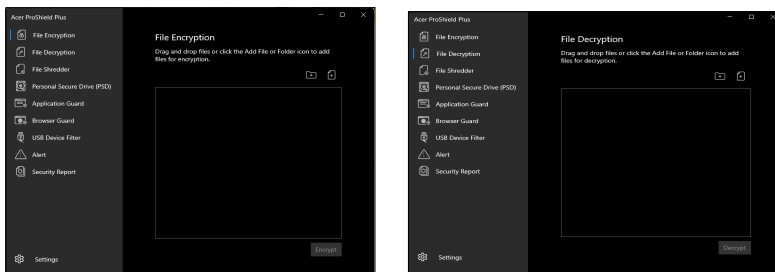 Acer ProShield Plus
File Encryption
File Decryption
File Shredder
Personal Secure Drive (PSD)
Application Guard
Browser Guard
USB Device Filter
Alert
Security Report
Settings
File Encryption
Drag and drop files or click the Add File or Folder icon to add
files for encryption.
Encrypt
Acer ProShield Plus
File Encryption
File Decryption
File Shredder
Personal Secure Drive (PSD)
Application Guard
Browser Guard
USB Device Filter
Alert
Security Report
Settings
File Decryption
Drag and drop files or click the Add File or Folder icon to add
files for decryption.
Decrypt